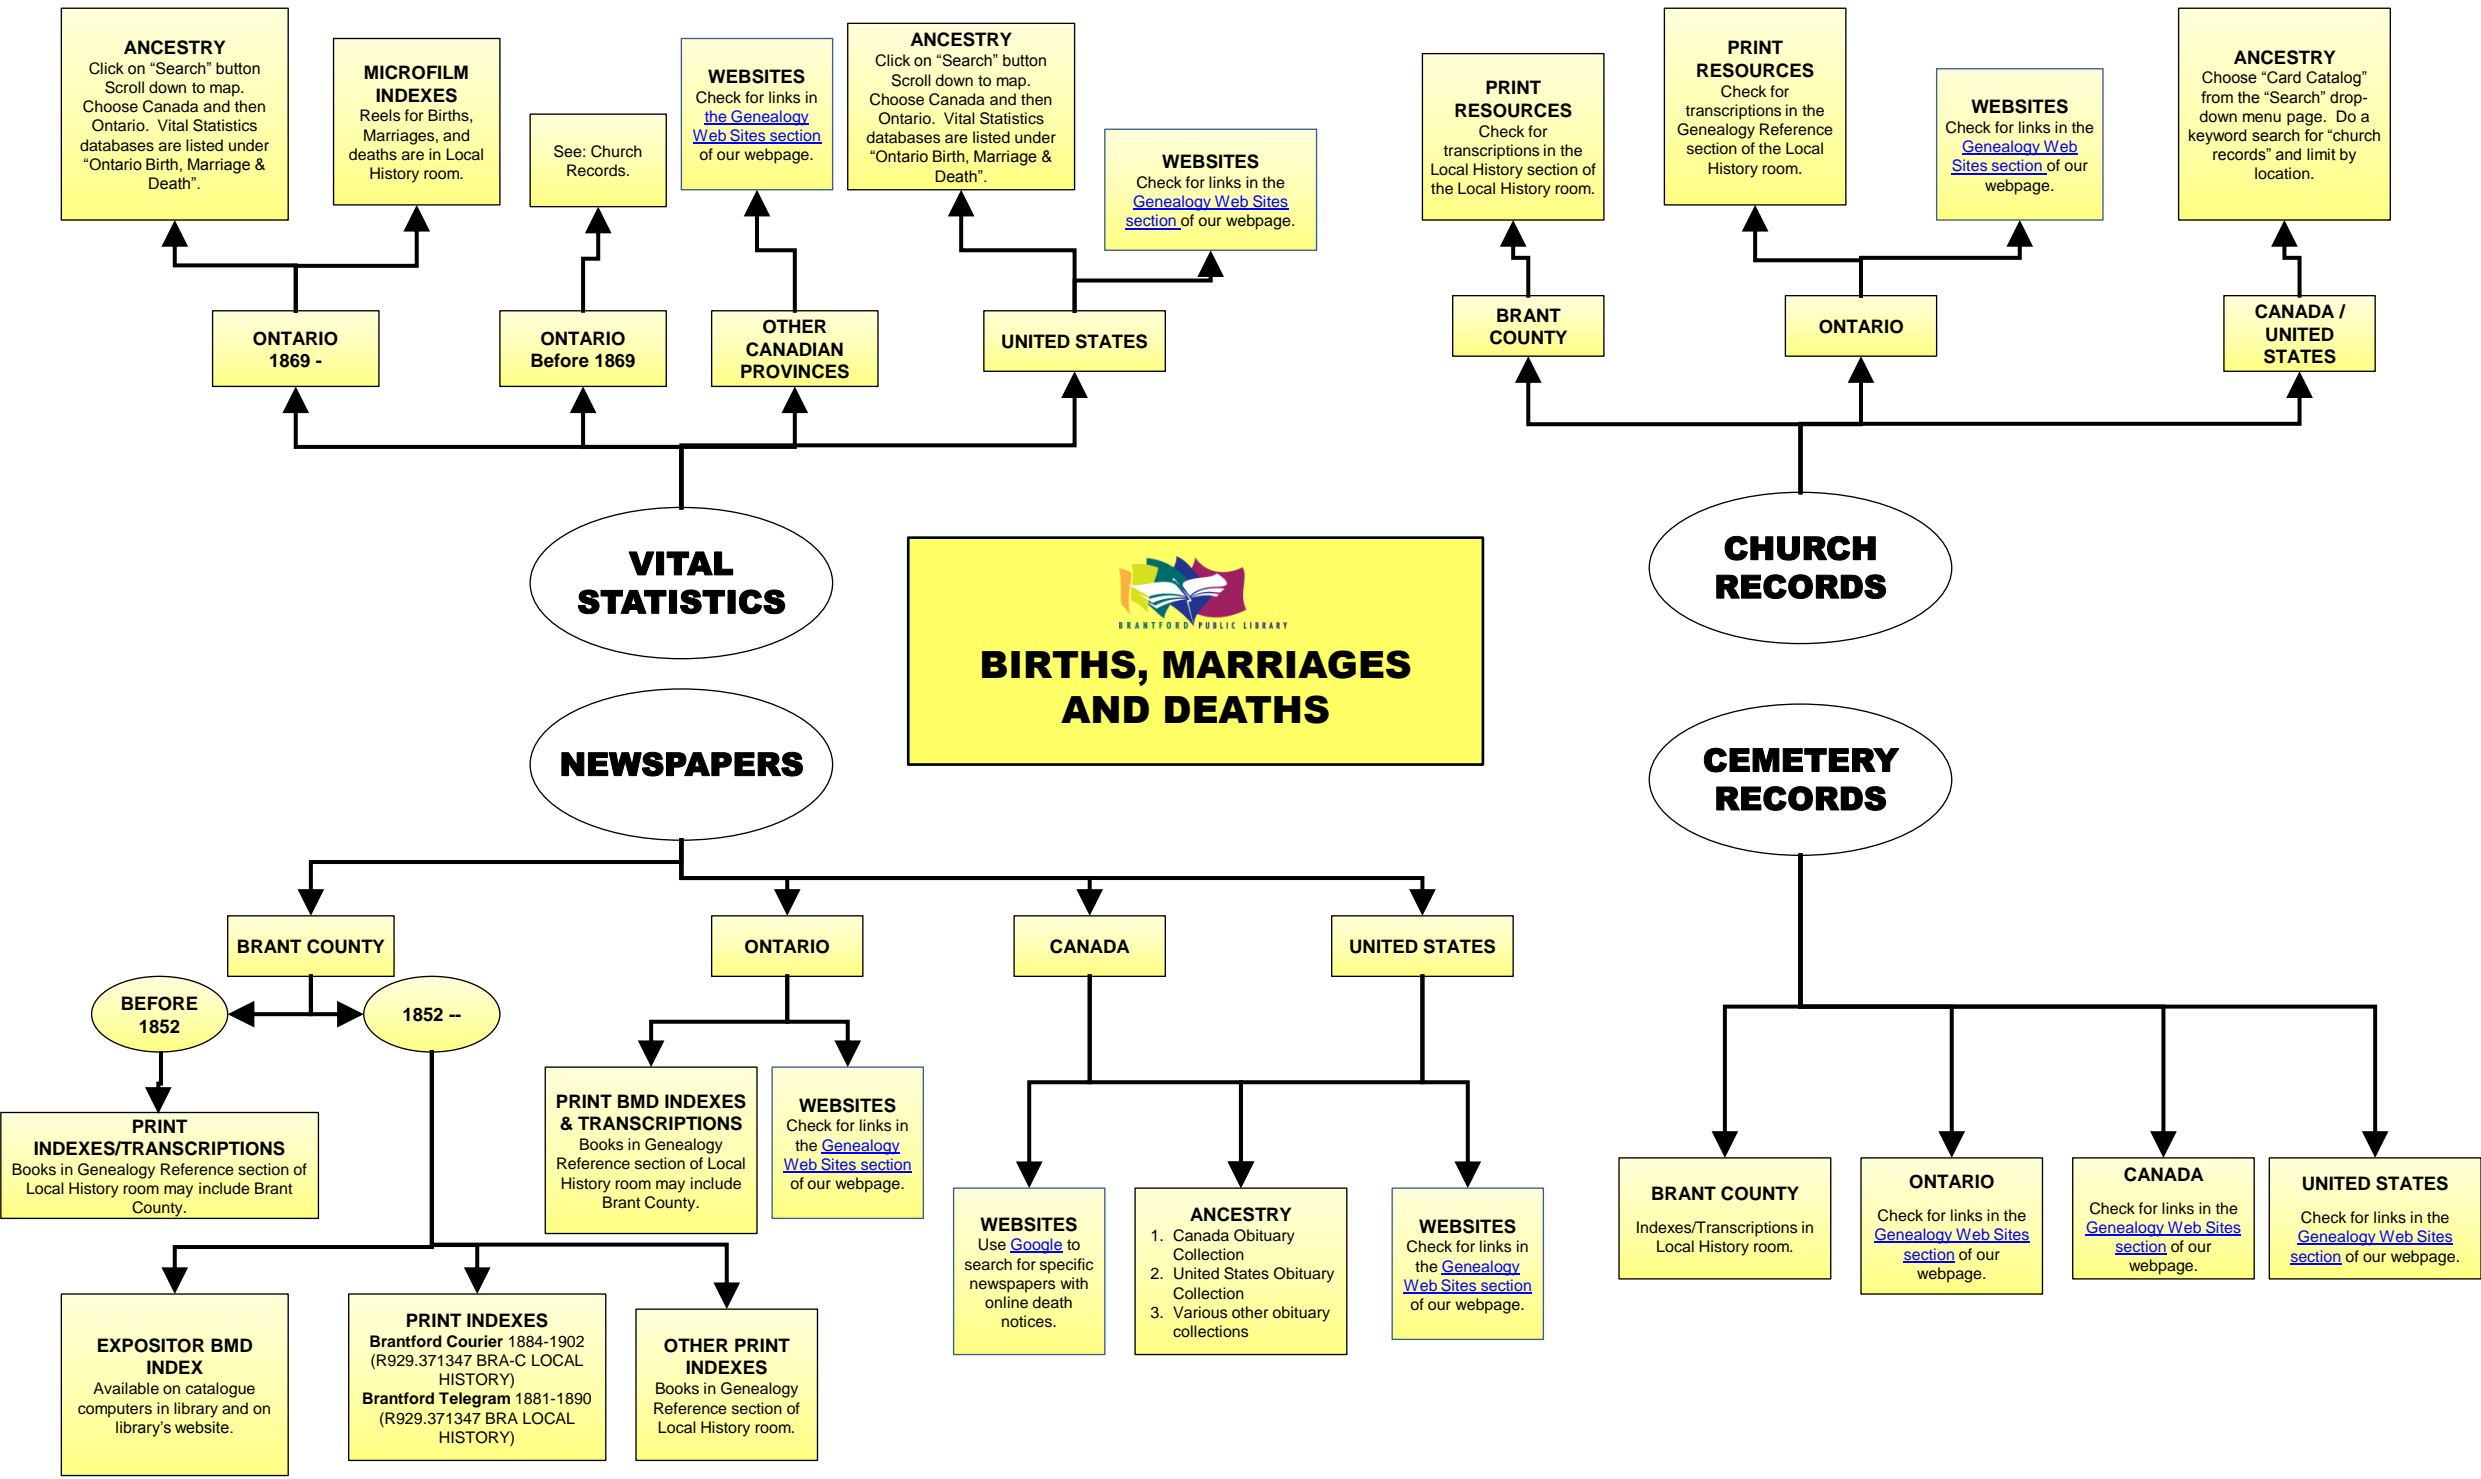 ANCESTRY
Click on “Search” button
Scroll down to map.
Choose Canada and then
Ontario.  Vital Statistics
databases are listed under
“Ontario Birth, Marriage &
Death”.
MICROFILM
INDEXES
Reels for Births,
Marriages, and
deaths are in Local
History room.
See: Church
Records.
WEBSITES
Check for links in
the Genealogy
Web Sites section
of our webpage.
ANCESTRY
Click on “Search” button
Scroll down to map.
Choose Canada and then
Ontario.  Vital Statistics
databases are listed under
“Ontario Birth, Marriage &
Death”.
WEBSITES
Check for links in the
Genealogy Web Sites
section of our webpage.
PRINT
RESOURCES
Check for
transcriptions in the
Local History section of
the Local History room.
PRINT
RESOURCES
Check for
transcriptions in the
Genealogy Reference
section of the Local
History room.
WEBSITES
Check for links in the
Genealogy Web
Sites section of our
webpage.
ANCESTRY
Choose “Card Catalog”
from the “Search” drop-
down menu page.  Do a
keyword search for “church
records” and limit by
location.
ONTARIO
1869 -
ONTARIO
Before 1869
OTHER
CANADIAN
PROVINCES
UNITED STATES
BRANT
COUNTY
ONTARIO
CANADA /
UNITED
STATES
VITAL
STATISTICS
BRANTFORD PUBLIC LIBRARY
BIRTHS, MARRIAGES
AND DEATHS
CHURCH
RECORDS
NEWSPAPERS
CEMETERY
RECORDS
BRANT COUNTY
ONTARIO
CANADA
UNITED STATES
BEFORE
1852
1852 --
PRINT
INDEXES/TRANSCRIPTIONS
Books in Genealogy Reference section of
Local History room may include Brant
County.
PRINT BMD INDEXES
& TRANSCRIPTIONS
Books in Genealogy
Reference section of Local
History room may include
Brant County.
WEBSITES
Check for links in
the Genealogy
Web Sites section
of our webpage.
WEBSITES
Use Google to
search for specific
newspapers with
online death
notices.
ANCESTRY
1. Canada Obituary
Collection
2. United States Obituary
Collection
3. Various other obituary
collections
WEBSITES
Check for links in
the Genealogy
Web Sites section
of our webpage.
BRANT COUNTY
Indexes/Transcriptions in
Local History room.
ONTARIO
Check for links in the
Genealogy Web Sites
section of our
webpage.
CANADA
Check for links in the
Genealogy Web Sites
section of our
webpage.
UNITED STATES
Check for links in the
Genealogy Web Sites
section of our webpage.
EXPOSITOR BMD
INDEX
Available on catalogue
computers in library and on
library’s website.
PRINT INDEXES
Brantford Courier 1884-1902
(R929.371347 BRA-C LOCAL
HISTORY)
Brantford Telegram 1881-1890
(R929.371347 BRA LOCAL
HISTORY)
OTHER PRINT
INDEXES
Books in Genealogy
Reference section of
Local History room.